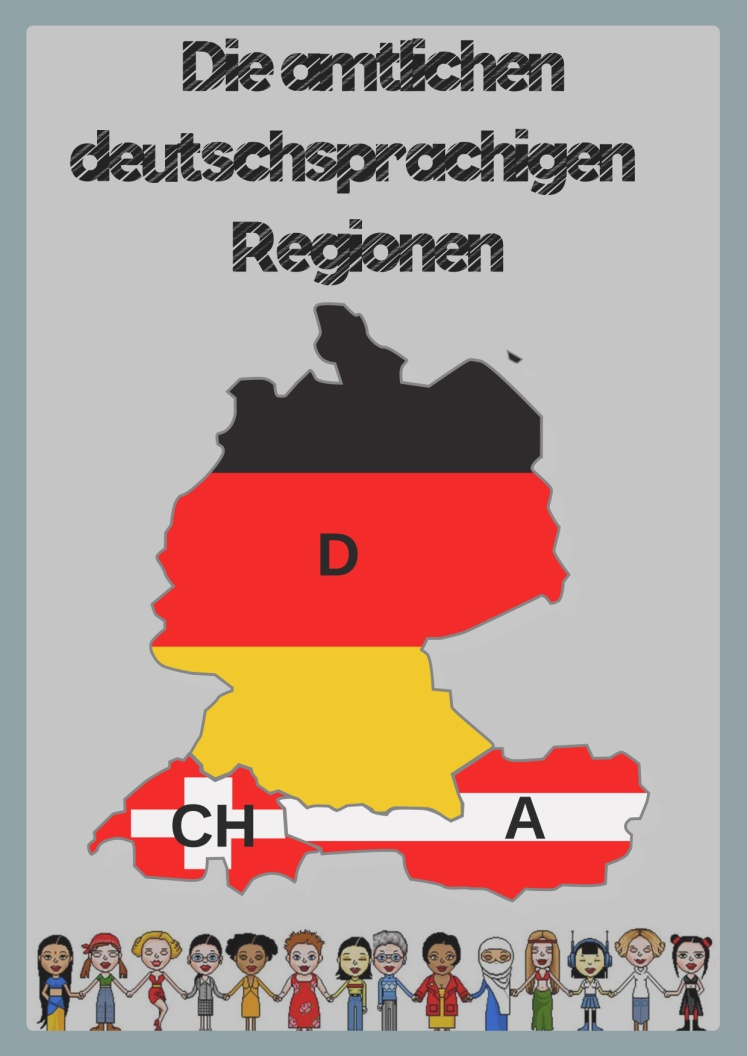 Die amtlichen
deutschsprachigen
Regionen
D
CH
A